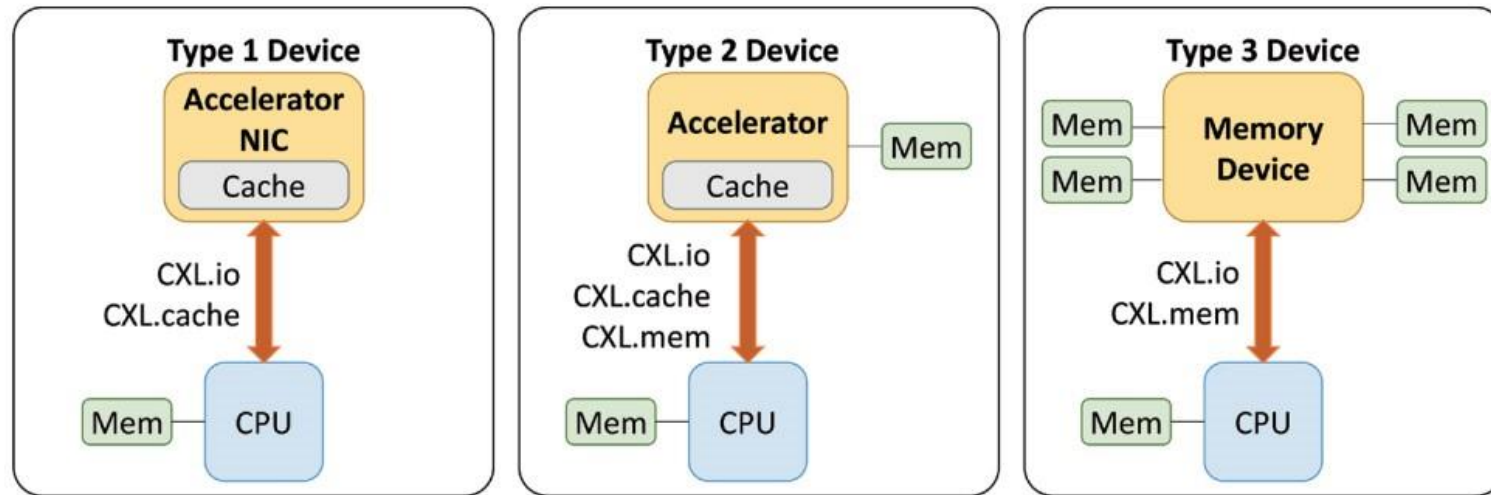 Type 1 Device
Accelerator
NIC
Cache
CXL.io
CXL.cache
Mem
CPU
Type 2 Device
Accelerator
Cache
Mem
CXL.io
CXL.cache
CXL.mem
Mem
CPU
Type 3 Device
Mem
Mem
Memory
Device
Mem
Mem
CXL.io
CXL.mem
Mem
CPU